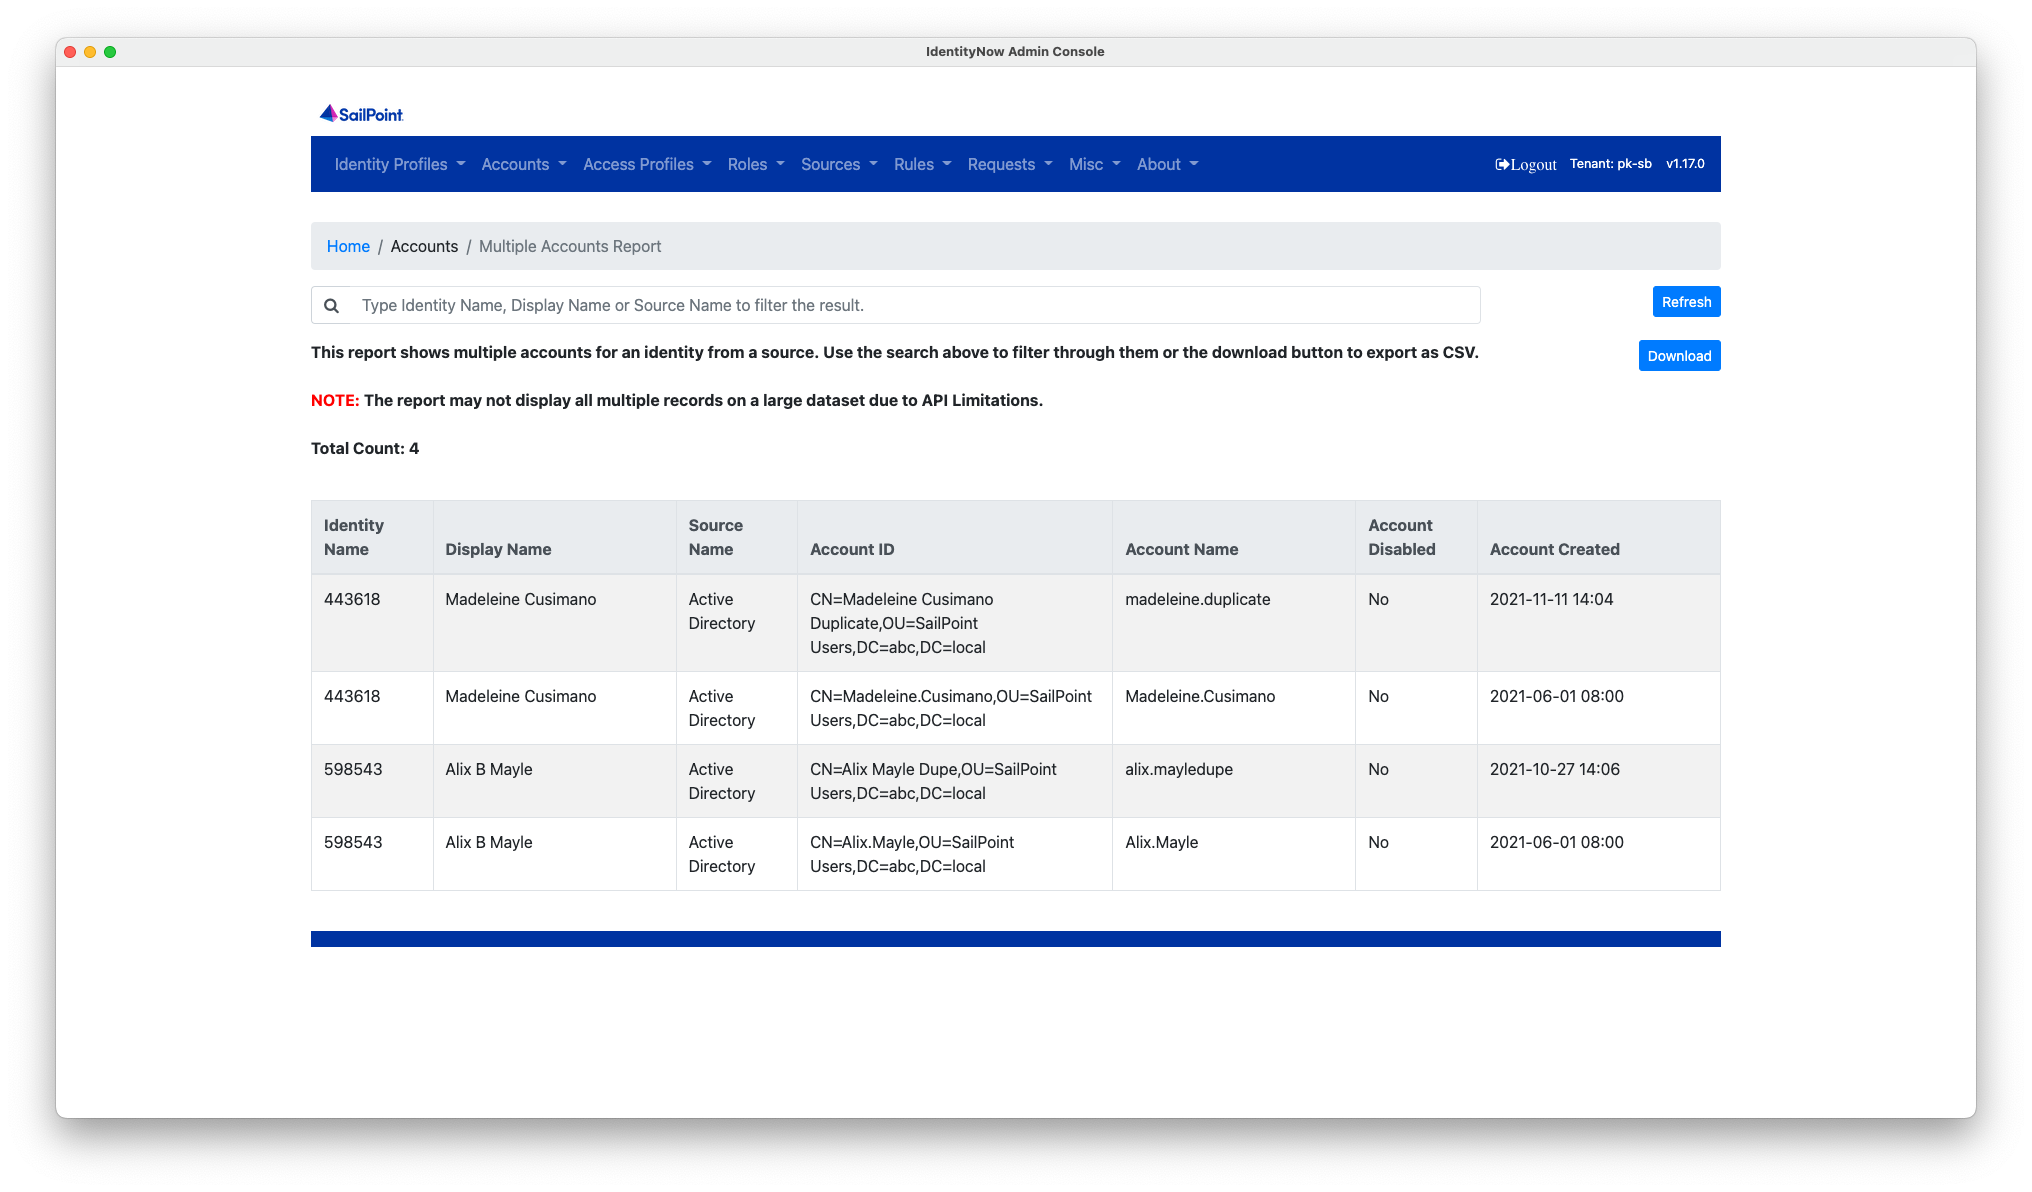 IdentityNow Admin Console
SailPoint
Identity Profiles Accounts Access Profiles Roles Sources Rules Requests Misc About Logout Tenant: pk-sb v1.17.0
Home / Accounts / Multiple Accounts Report
Type Identity Name, Display Name or Source Name to filter the result.
Refresh
This report shows multiple accounts for an identity from a source. Use the search above to filter through them or the download button to export as CSV.
Download
NOTE: The report may not display all multiple records on a large dataset due to API Limitations.
Total Count: 4
Identity Name Display Name Source Name Account ID Account Name Account Disabled Account Created
443618 Madeleine Cusimano Active Directory CN=Madeleine Cusimano Duplicate,OU=SailPoint Users,DC=abc,DC=local madeleine.duplicate No 2021-11-11 14:04
443618 Madeleine Cusimano Active Directory CN=Madeleine.Cusimano,OU=SailPoint Users,DC=abc,DC=local Madeleine.Cusimano No 2021-06-01 08:00
598543 Alix B Mayle Active Directory CN=Alix Mayle Dupe,OU=SailPoint Users,DC=abc,DC=local alix.mayledupe No 2021-10-27 14:06
598543 Alix B Mayle Active Directory CN=Alix.Mayle,OU=SailPoint Users,DC=abc,DC=local Alix.Mayle No 2021-06-01 08:00